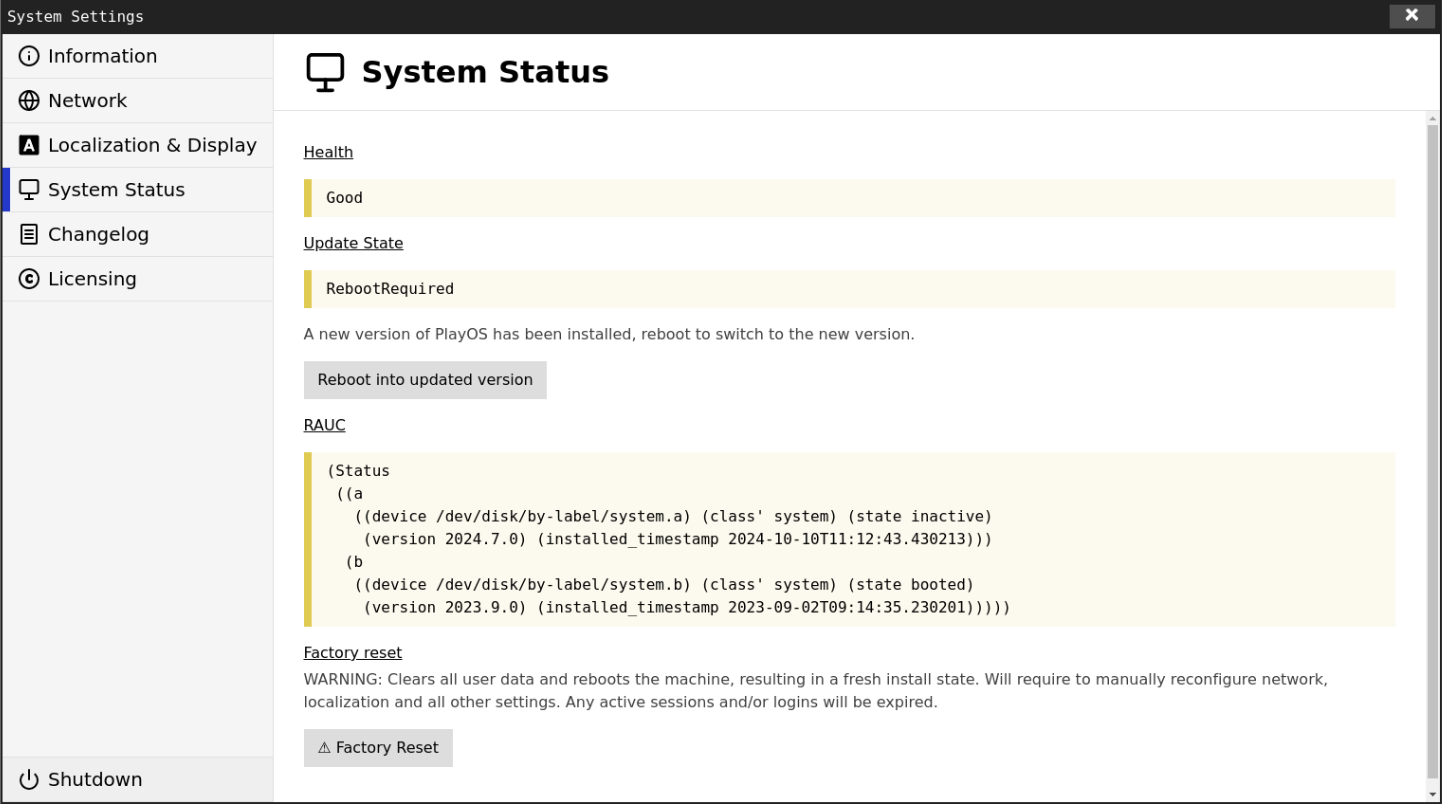 System Settings
Information
Network
Localization & Display
System Status
Changelog
Licensing
Shutdown
System Status
Health
Good
Update State
RebootRequired
A new version of PlayOS has been installed, reboot to switch to the new version.
Reboot into updated version
RAUC
(Status
 ((a
   ((device /dev/disk/by-label/system.a) (class' system) (state inactive)
    (version 2024.7.0) (installed_timestamp 2024-10-10T11:12:43.430213)))
  (b
   ((device /dev/disk/by-label/system.b) (class' system) (state booted)
    (version 2023.9.0) (installed_timestamp 2023-09-02T09:14:35.230201)))))
Factory reset
WARNING: Clears all user data and reboots the machine, resulting in a fresh install state. Will require to manually reconfigure network,
localization and all other settings. Any active sessions and/or logins will be expired.
⚠ Factory Reset